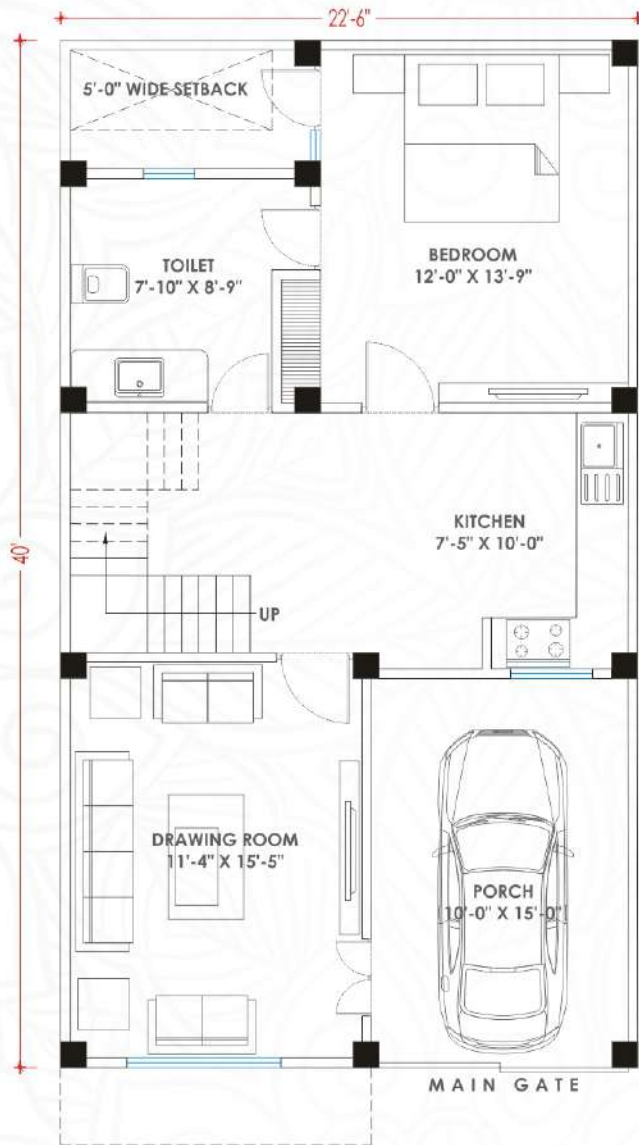 22'-6"
5'-0" WIDE SETBACK
TOILET
7'-10" X 8'-9"
BEDROOM
12'-0" X 13'-9"
40'
KITCHEN
7'-5" X 10'-0"
UP
DRAWING ROOM
11'-4" X 15'-5"
PORCH
10'-0" X 15'-0"
MAIN GATE